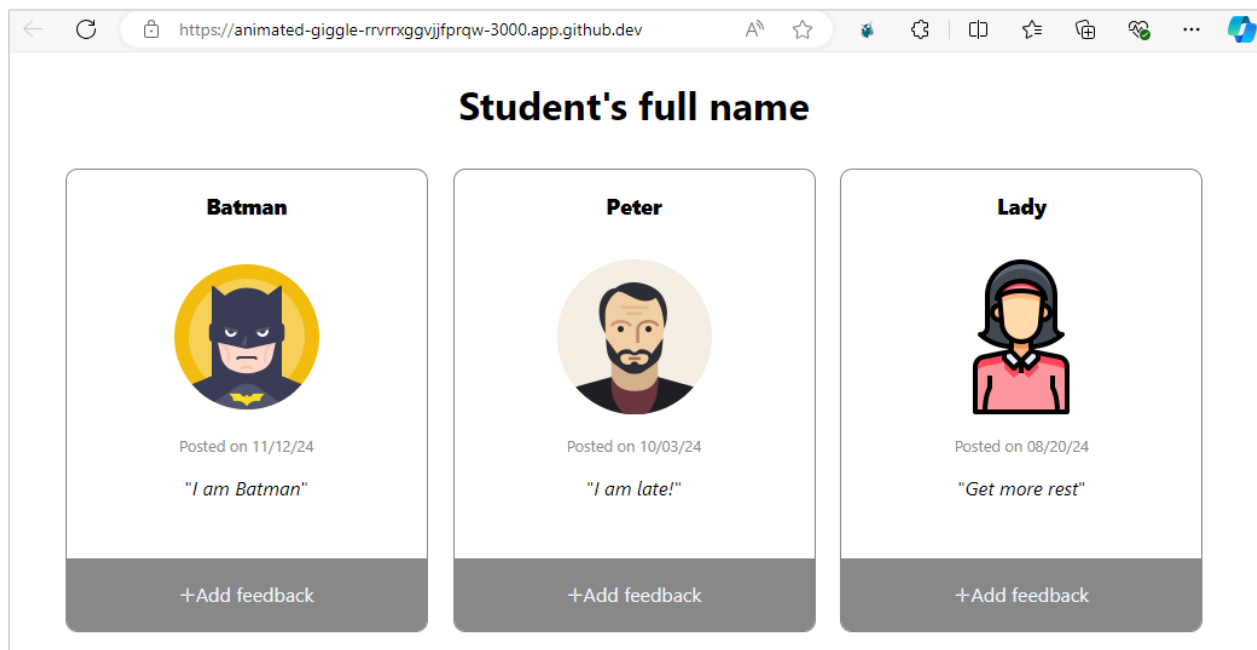 https://animated-giggle-rrvrrxggvjjfprqw-3000.app.github.dev
Student's full name
Batman
Peter
Lady
Posted on 11/12/24
Posted on 10/03/24
Posted on 08/20/24
"I am Batman"
"I am late!"
"Get more rest"
+Add feedback
+Add feedback
+Add feedback